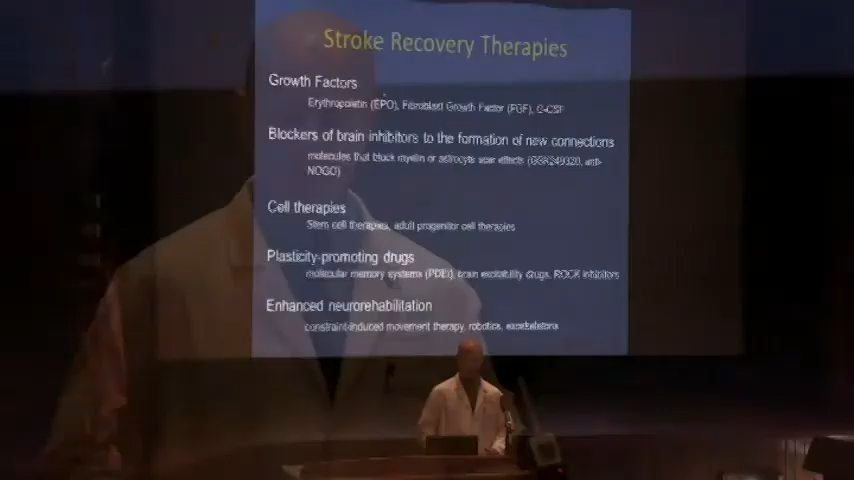 Stroke Recovery Therapies
Growth Factors
Erythropoietin (EPO), Fibroblast Growth Factor (FGF), G-CSF
Blockers of brain inhibitors to the formation of new connections
molecules that block myelin or astrocyte scar effects (GSK249320, anti-
NOGO)
Cell therapies
Stem cell therapies, adult progenitor cell therapies
Plasticity-promoting drugs
molecular memory systems (PDEi), brain excitability drugs, ROCK inhibitors
Enhanced neurorehabilitation
constraint-induced movement therapy, robotics, exoskeletons